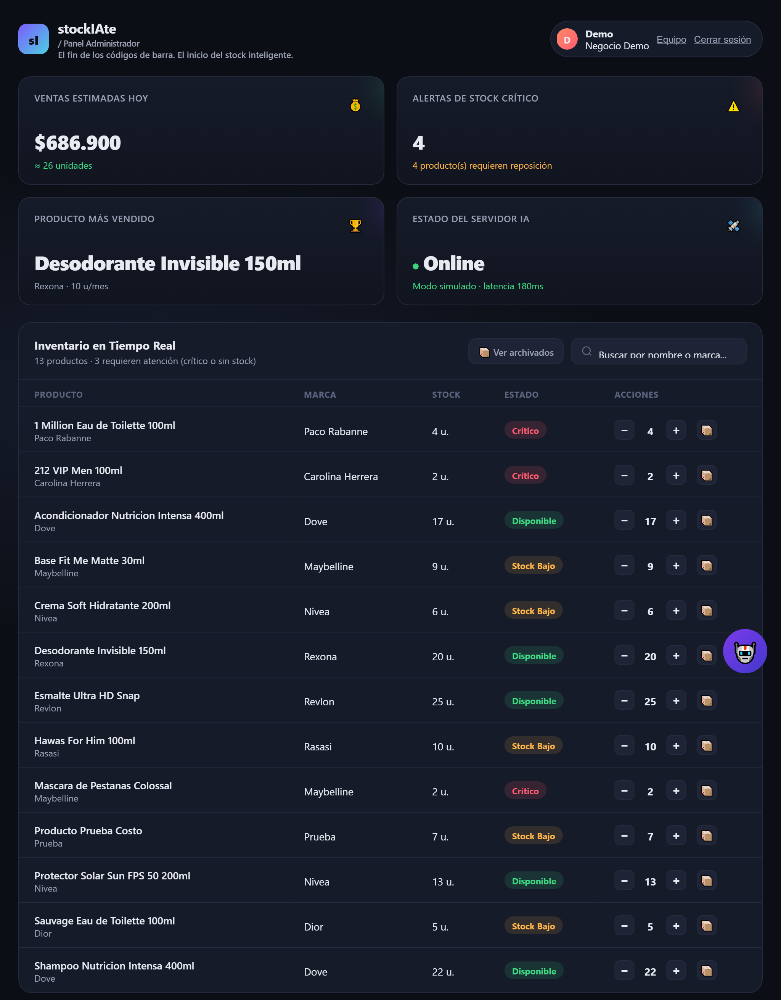 sI
stockIAte
/ Panel Administrador
El fin de los códigos de barra. El inicio del stock inteligente.
D
Demo
Negocio Demo
Equipo
Cerrar sesión
VENTAS ESTIMADAS HOY
$686.900
≈ 26 unidades
ALERTAS DE STOCK CRÍTICO
4
4 producto(s) requieren reposición
PRODUCTO MÁS VENDIDO
Desodorante Invisible 150ml
Rexona · 10 u/mes
ESTADO DEL SERVIDOR IA
Online
Modo simulado · latencia 180ms
Inventario en Tiempo Real
13 productos · 3 requieren atención (crítico o sin stock)
Ver archivados
Buscar por nombre o marca...
PRODUCTO MARCA STOCK ESTADO ACCIONES
1 Million Eau de Toilette 100ml
Paco Rabanne
Paco Rabanne 4 u. Crítico − 4 +
212 VIP Men 100ml
Carolina Herrera
Carolina Herrera 2 u. Crítico − 2 +
Acondicionador Nutricion Intensa 400ml
Dove
Dove 17 u. Disponible − 17 +
Base Fit Me Matte 30ml
Maybelline
Maybelline 9 u. Stock Bajo − 9 +
Crema Soft Hidratante 200ml
Nivea
Nivea 6 u. Stock Bajo − 6 +
Desodorante Invisible 150ml
Rexona
Rexona 20 u. Disponible − 20 +
Esmalte Ultra HD Snap
Revlon
Revlon 25 u. Disponible − 25 +
Hawas For Him 100ml
Rasasi
Rasasi 10 u. Stock Bajo − 10 +
Mascara de Pestanas Colossal
Maybelline
Maybelline 2 u. Crítico − 2 +
Producto Prueba Costo
Prueba
Prueba 7 u. Stock Bajo − 7 +
Protector Solar Sun FPS 50 200ml
Nivea
Nivea 13 u. Disponible − 13 +
Sauvage Eau de Toilette 100ml
Dior
Dior 5 u. Stock Bajo − 5 +
Shampoo Nutricion Intensa 400ml
Dove
Dove 22 u. Disponible − 22 +